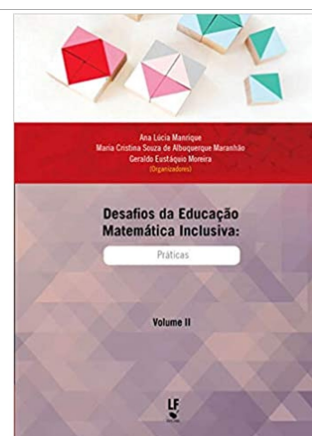 Ana Lúcia Manrique
Maria Cristina Souza de Albuquerque Maranhão
Geraldo Eustáquio Moreira
(Organizadores)
Desafios da Educação
Matemática Inclusiva:
Práticas
Volume II
LF